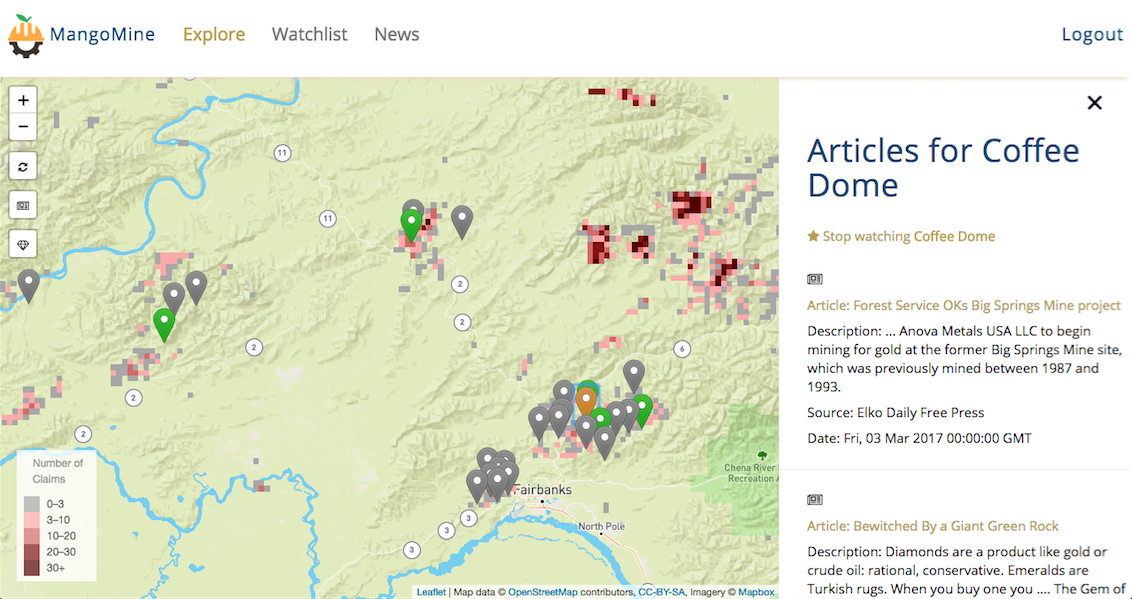 MangoMine Explore Watchlist News Logout
+
−
11
11
2
2
2
6
2
2
3
3
3
Fairbanks
North Pole
Chena River
Recreation A
Number of
Claims
0–3
3–10
10–20
20–30
30+
Leaflet | Map data © OpenStreetMap contributors, CC-BY-SA, Imagery © Mapbox
Articles for Coffee
Dome
Stop watching Coffee Dome
Article: Forest Service OKs Big Springs Mine project
Description: ... Anova Metals USA LLC to begin
mining for gold at the former Big Springs Mine site,
which was previously mined between 1987 and
1993.
Source: Elko Daily Free Press
Date: Fri, 03 Mar 2017 00:00:00 GMT
Article: Bewitched By a Giant Green Rock
Description: Diamonds are a product like gold or
crude oil: rational, conservative. Emeralds are
Turkish rugs. When you buy one you .... The Gem of